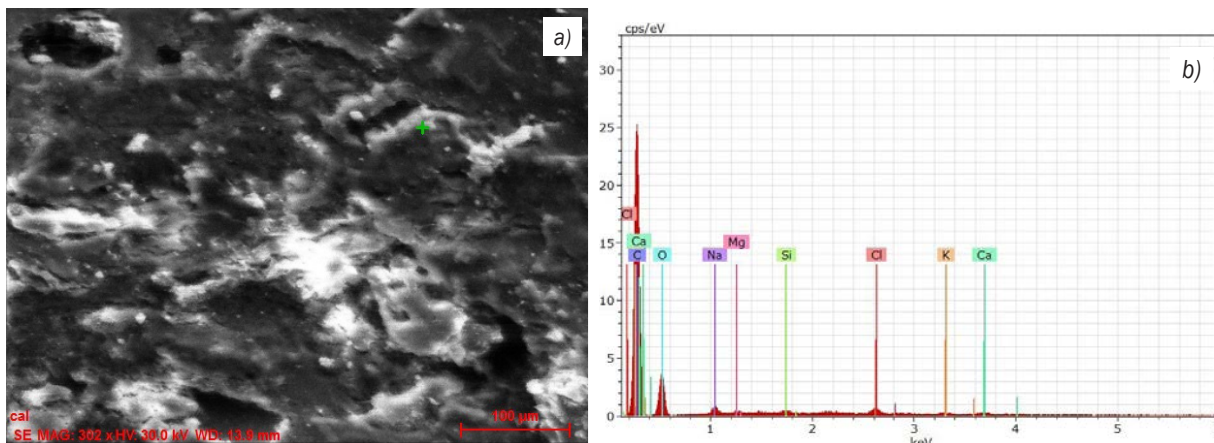 a)
cal
100 µm
SE MAG: 302 x HV: 30.0 kV WD: 13.9 mm
cps/eV
b)
30
25
20
15
10
5
0
Cl
Ca
C O Na Mg Si Cl K Ca
1 2 3 4 5
keV